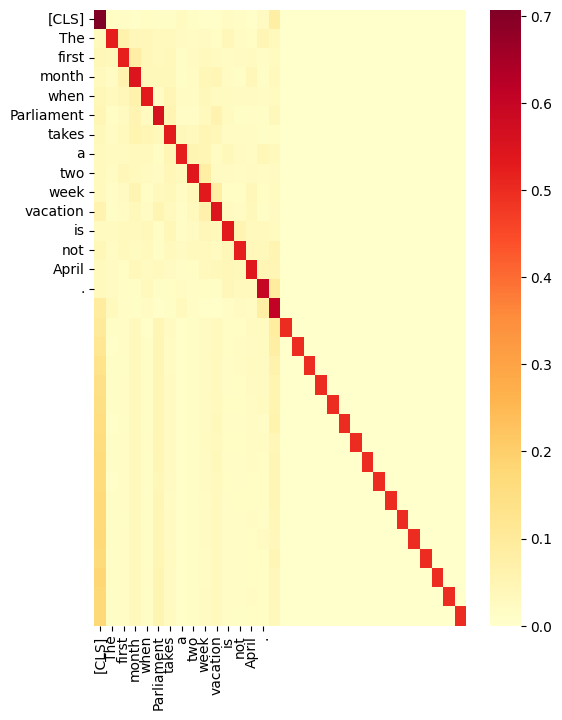 [CLS]
The
first
month
when
Parliament
takes
a
two
week
vacation
is
not
April
.
0.7
0.6
0.5
0.4
0.3
0.2
0.1
0.0
[CLS]
The
first
month
when
Parliament
takes
a
two
week
vacation
is
not
April
.